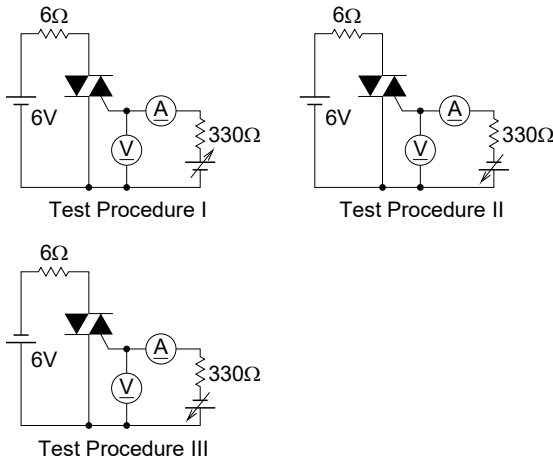 6Ω
6V
A
V
330Ω
Test Procedure I
6Ω
6V
A
V
330Ω
Test Procedure II
6Ω
6V
A
V
330Ω
Test Procedure III